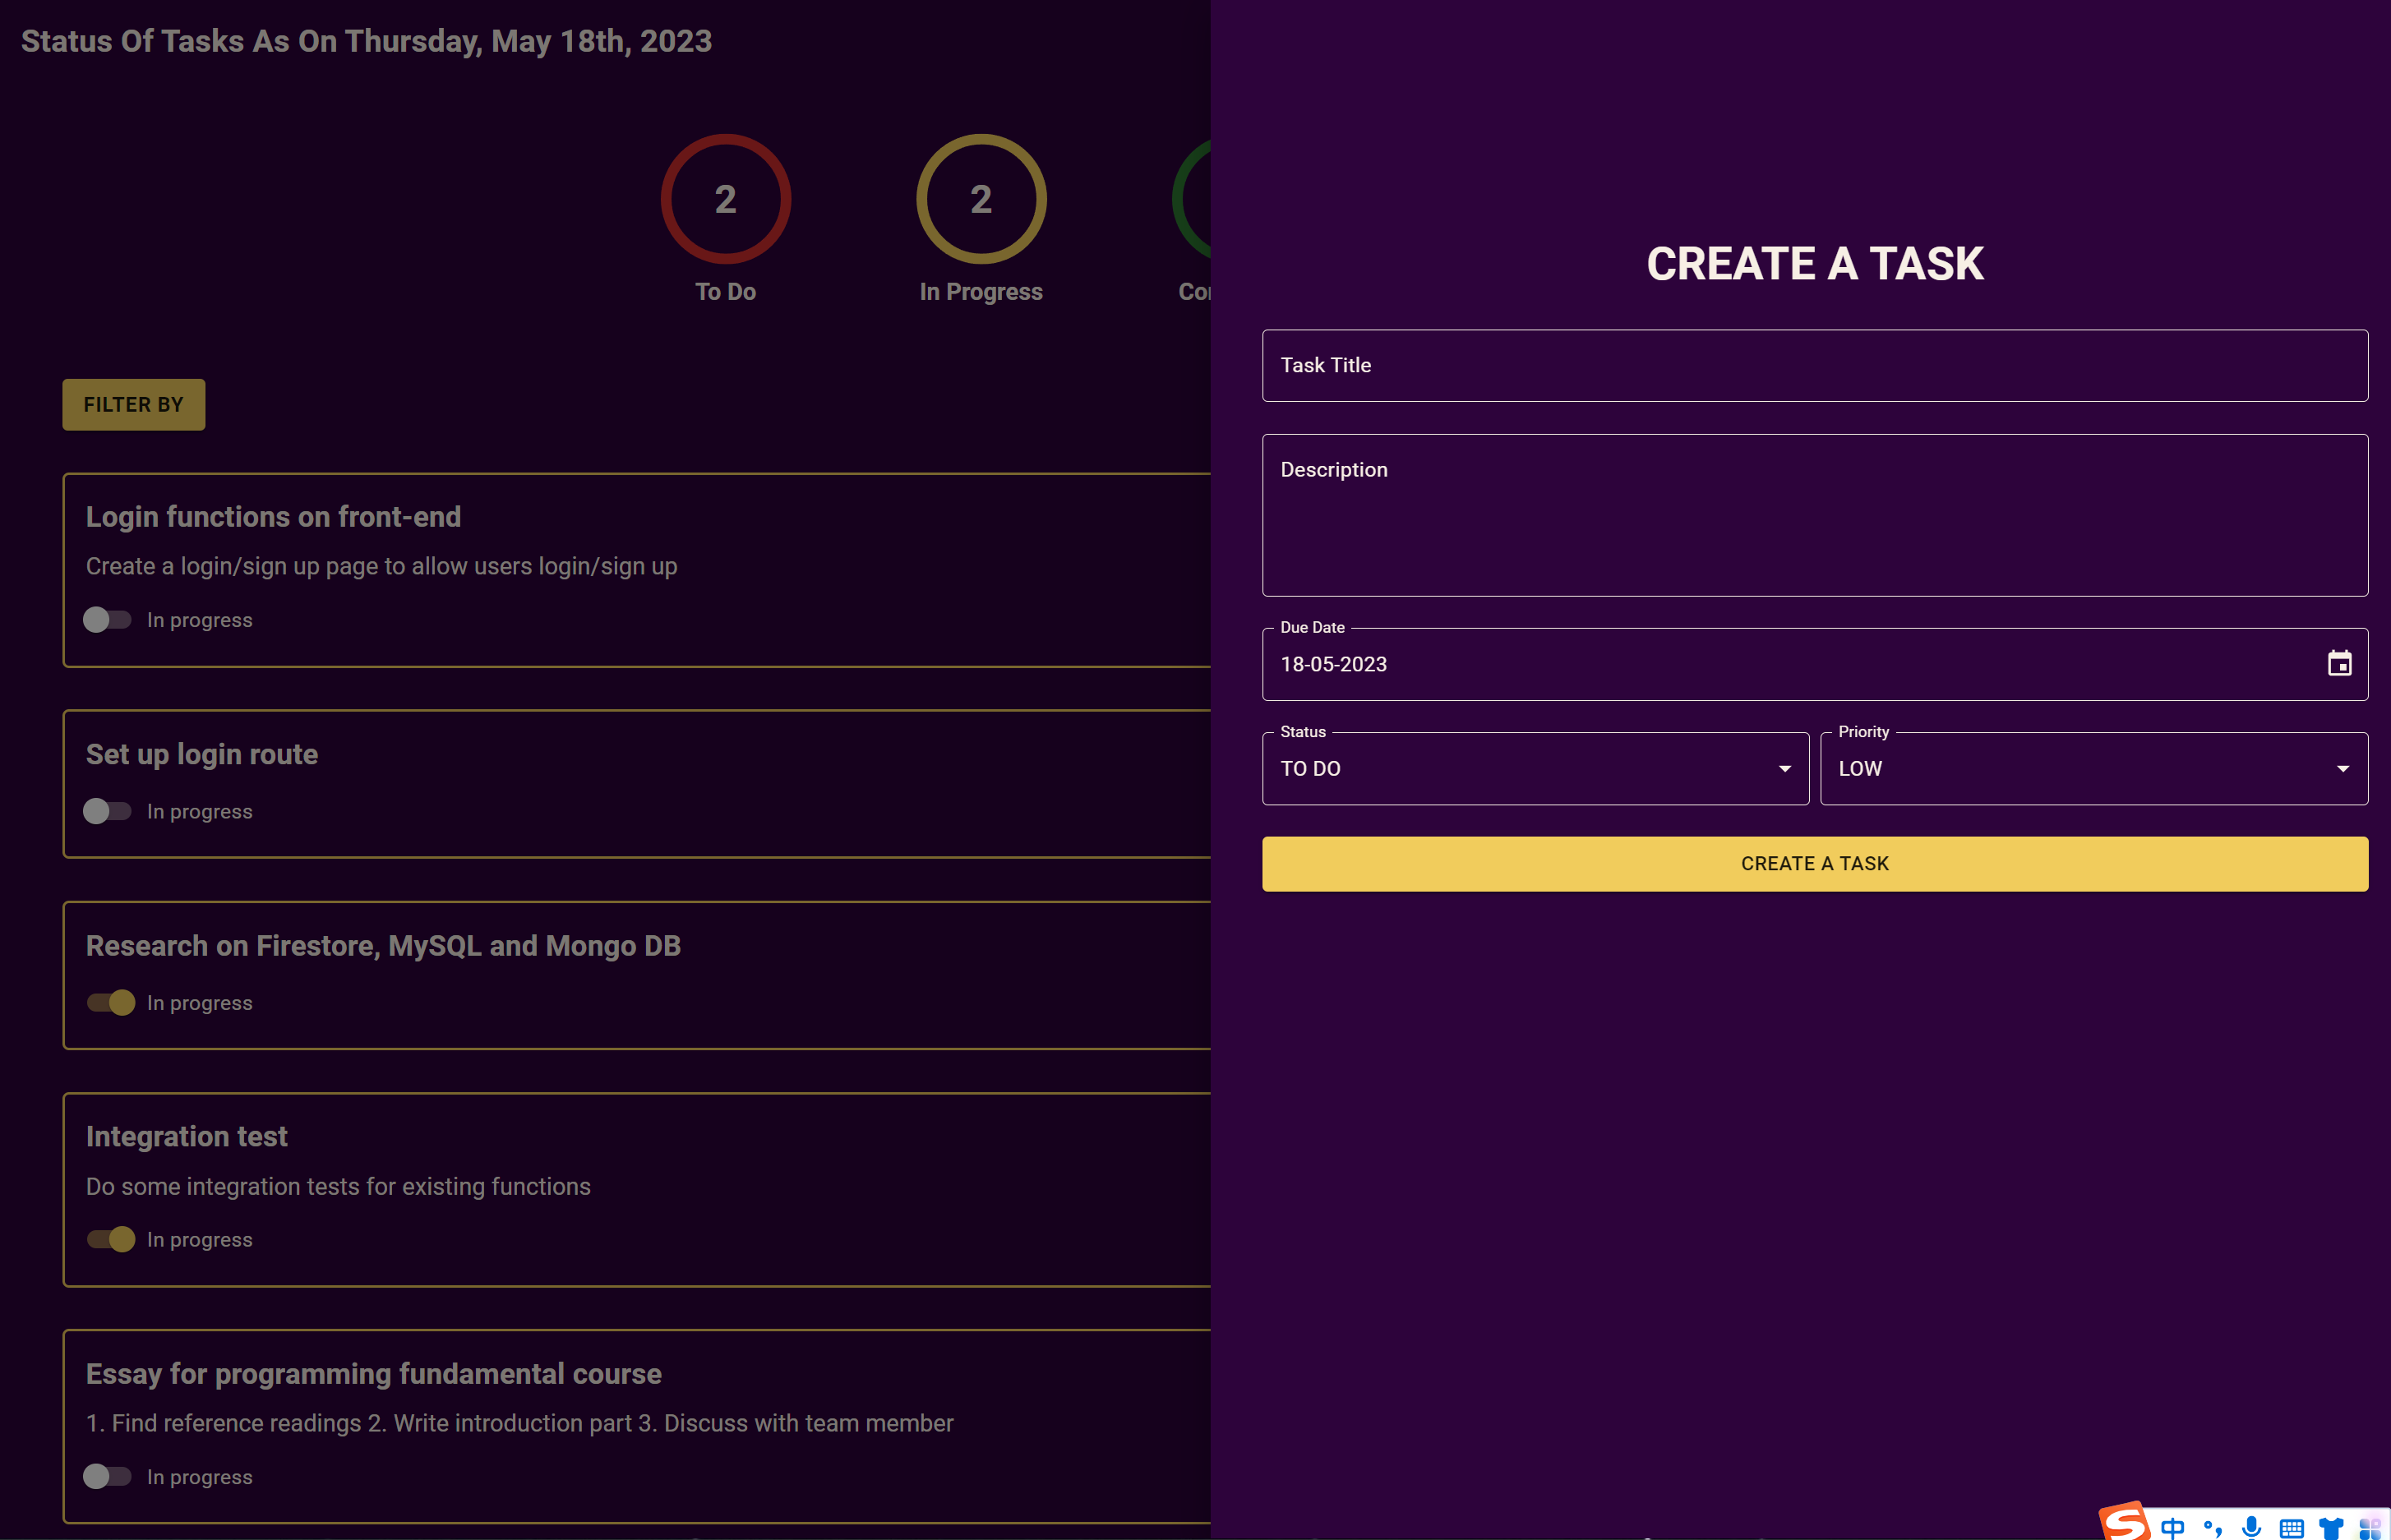 Status Of Tasks As On Thursday, May 18th, 2023
2
2
To Do
In Progress
FILTER BY
Login functions on front-end
Create a login/sign up page to allow users login/sign up
In progress
Set up login route
In progress
Research on Firestore, MySQL and Mongo DB
In progress
Integration test
Do some integration tests for existing functions
In progress
Essay for programming fundamental course
1. Find reference readings 2. Write introduction part 3. Discuss with team member
In progress
CREATE A TASK
Task Title
Description
Due Date
18-05-2023
Status
TO DO
Priority
LOW
CREATE A TASK
中